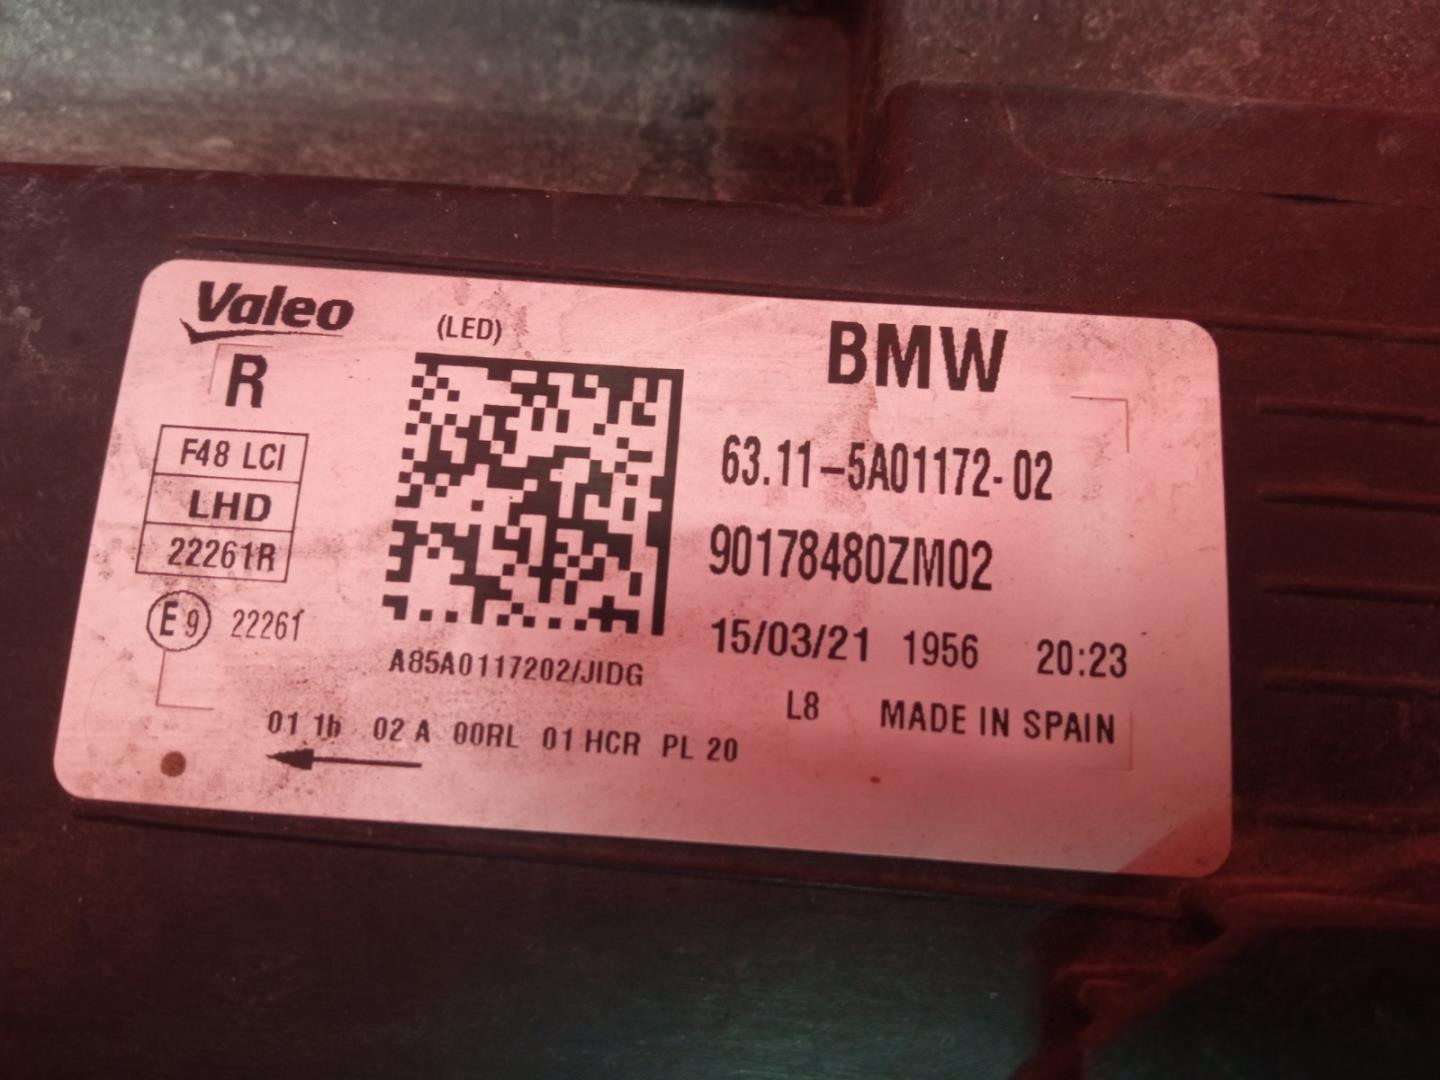 Valeo
(LED)
BMW
R
F48 LCI
LHD
22261R
E9 22261
63.11-5A01172-02
90178480ZM02
15/03/21 1956 20:23
A85A0117202/JIDG
L8 MADE IN SPAIN
01 1b 02 A 00RL 01 HCR PL 20